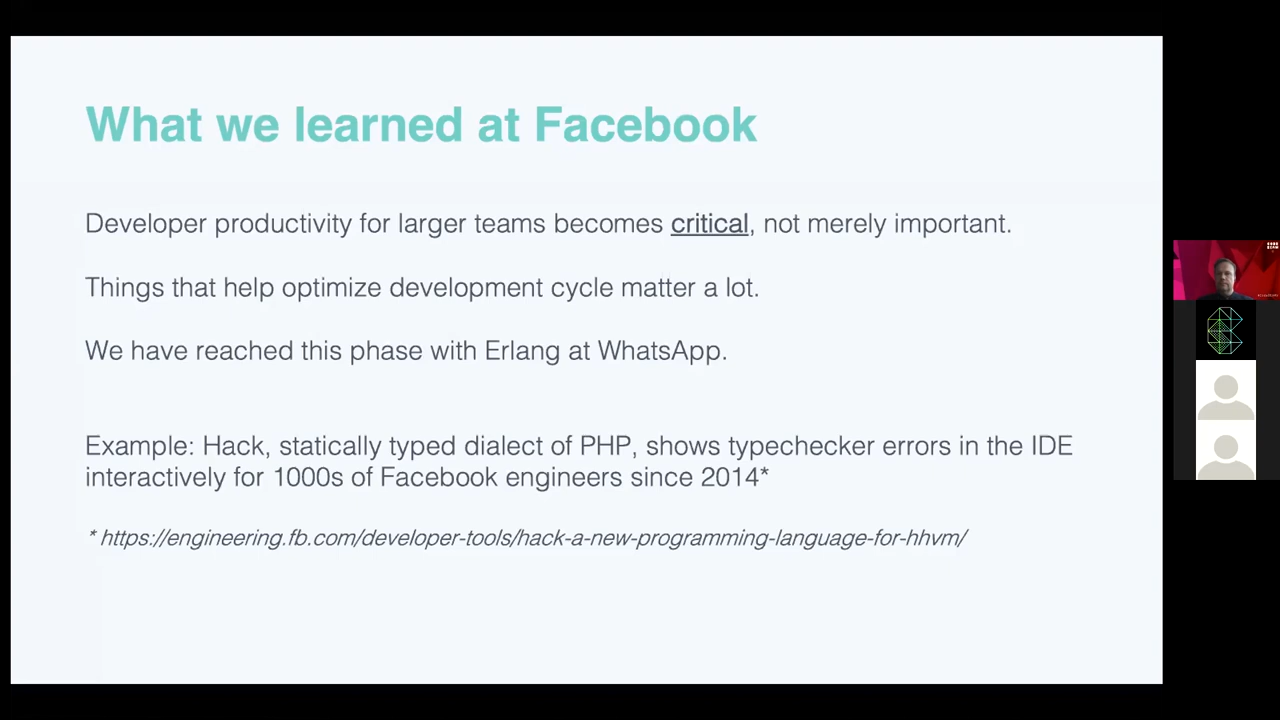 What we learned at Facebook
Developer productivity for larger teams becomes critical, not merely important.
Things that help optimize development cycle matter a lot.
We have reached this phase with Erlang at WhatsApp.
Example: Hack, statically typed dialect of PHP, shows typechecker errors in the IDE
interactively for 1000s of Facebook engineers since 2014*
* https://engineering.fb.com/developer-tools/hack-a-new-programming-language-for-hhvm/